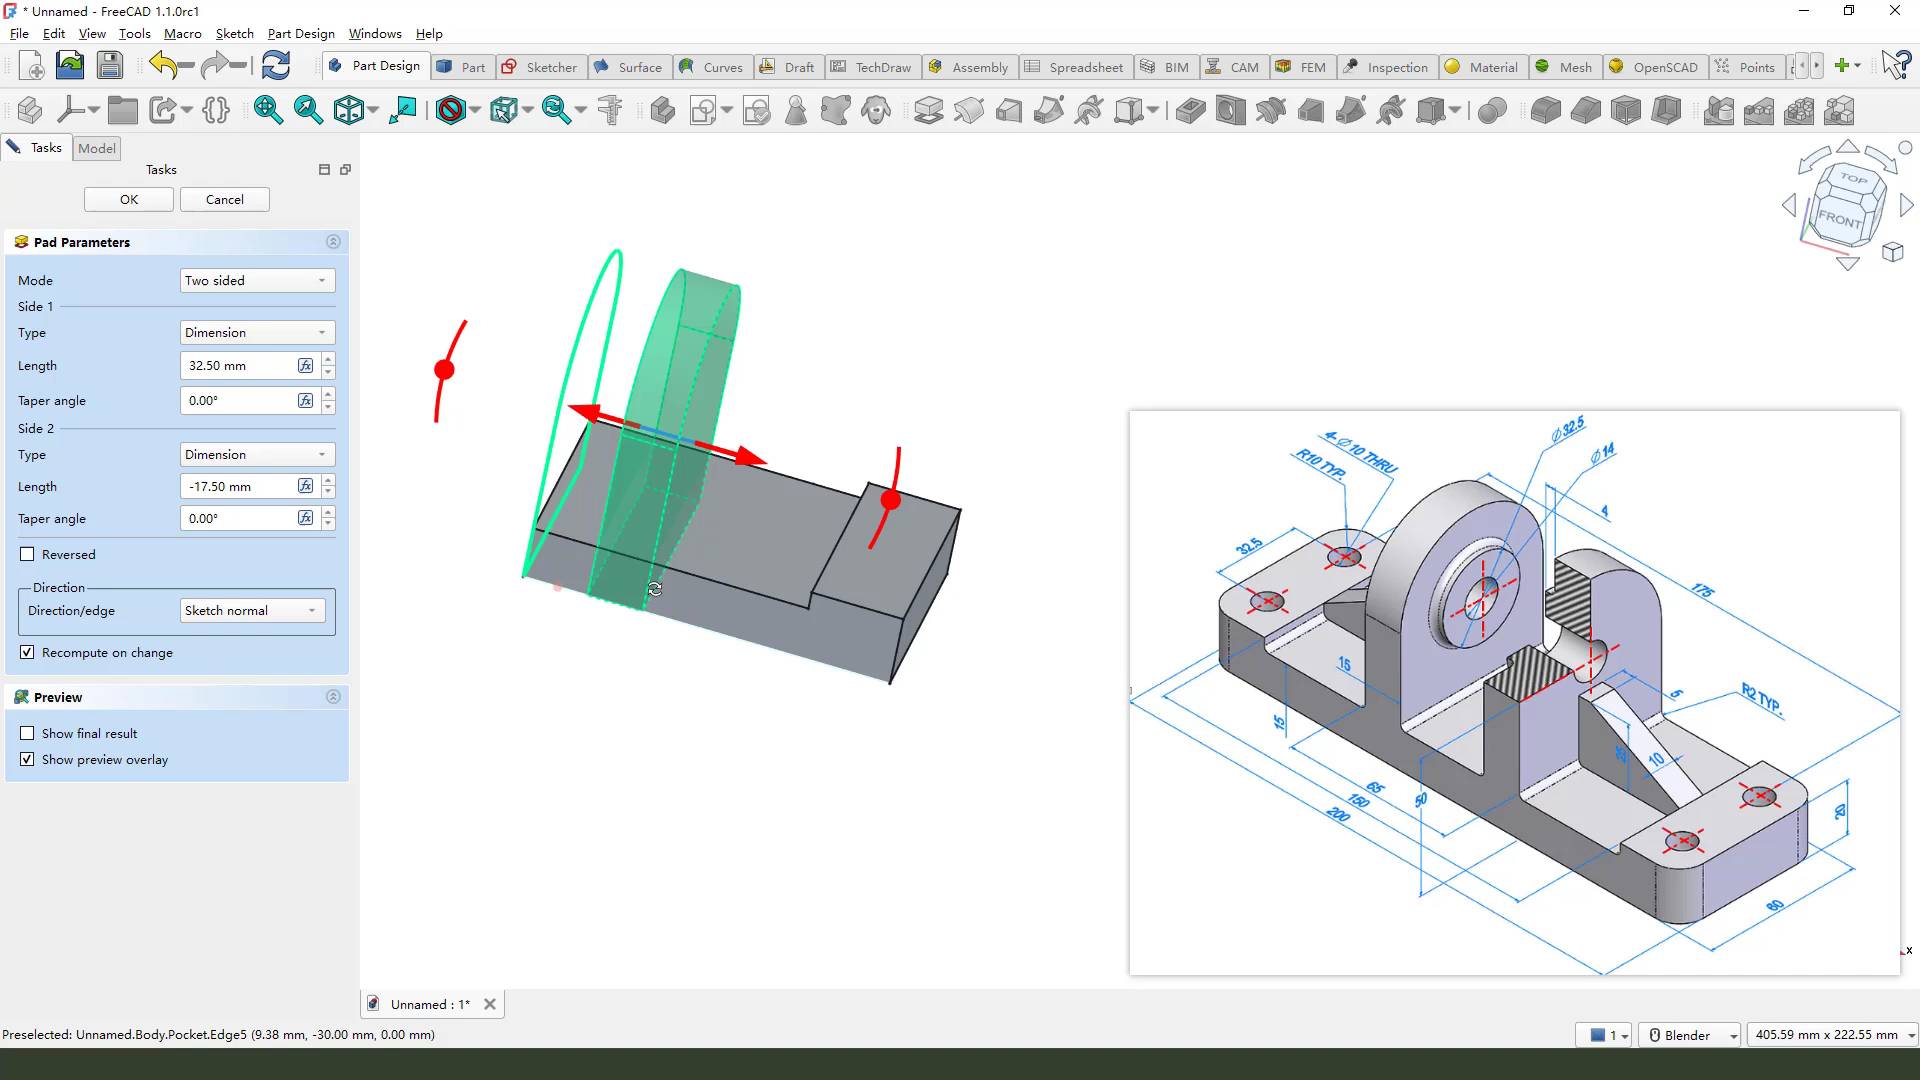 * Unnamed - FreeCAD 1.1.0rc1
File Edit View Tools Macro Sketch Part Design Windows Help
Part Design Part Sketcher Surface Curves Draft TechDraw Assembly Spreadsheet BIM CAM FEM Inspection Material Mesh OpenSCAD Points
Tasks Model
Tasks
OK Cancel
Pad Parameters
Mode Two sided
Side 1
Type Dimension
Length 32.50 mm
Taper angle 0.00°
Side 2
Type Dimension
Length -17.50 mm
Taper angle 0.00°
Reversed
Direction
Direction/edge Sketch normal
Recompute on change
Preview
Show final result
Show preview overlay
TOP
FRONT
4-∅10 THRU
R10 TYP.
∅32.5
∅14
4
32.5
175
15
15
5
R2 TYP.
10
65
150
200
50
20
60
x
Unnamed : 1*
Preselected: Unnamed.Body.Pocket.Edge5 (9.38 mm, -30.00 mm, 0.00 mm)
1 Blender 405.59 mm x 222.55 mm